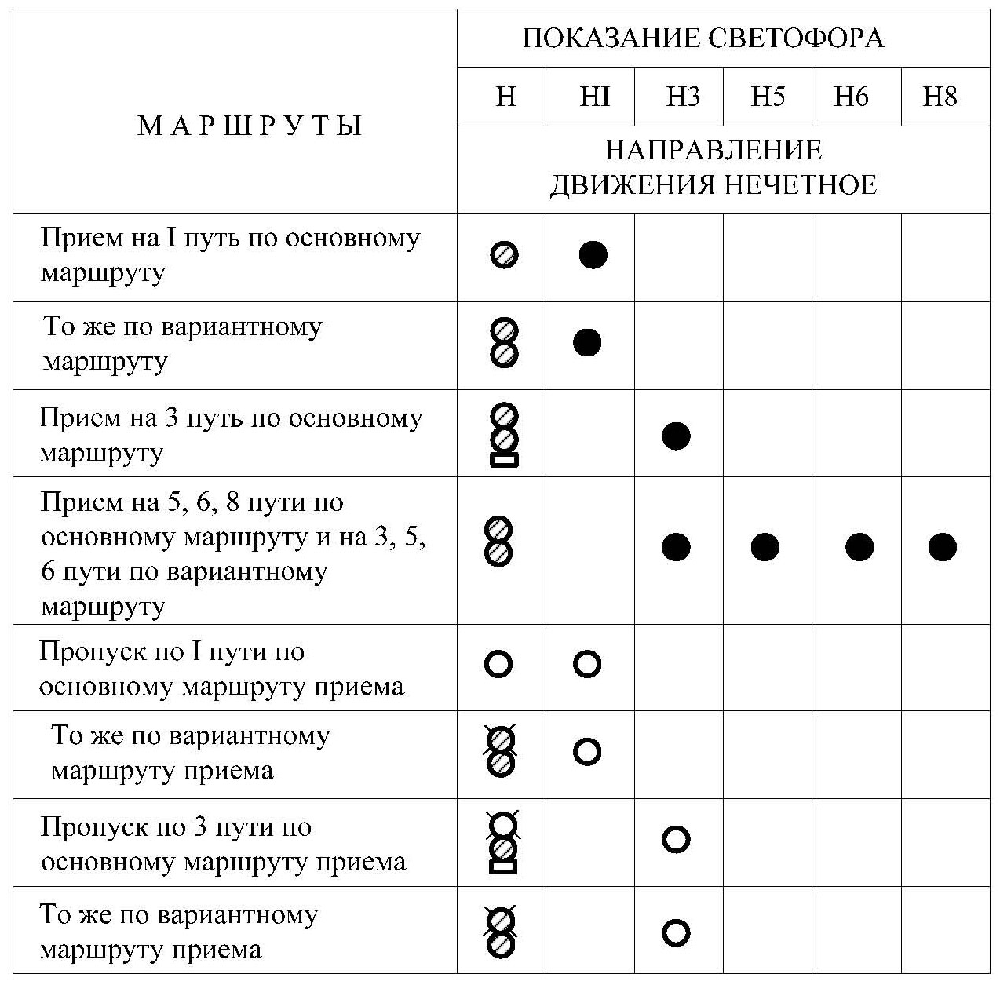 ПОКАЗАНИЕ СВЕТОФОРА
М А Р Ш Р У Т Ы
Н НI Н3 Н5 Н6 Н8
НАПРАВЛЕНИЕ
ДВИЖЕНИЯ НЕЧЕТНОЕ
Прием на I путь по основному
маршруту
То же по вариантному
маршруту
Прием на 3 путь по основному
маршруту
Прием на 5, 6, 8 пути по
основному маршруту и на 3, 5,
6 пути по вариантному
маршруту
Пропуск по I пути по
основному маршруту приема
То же по вариантному
маршруту приема
Пропуск по 3 пути по
основному маршруту приема
То же по вариантному
маршруту приема